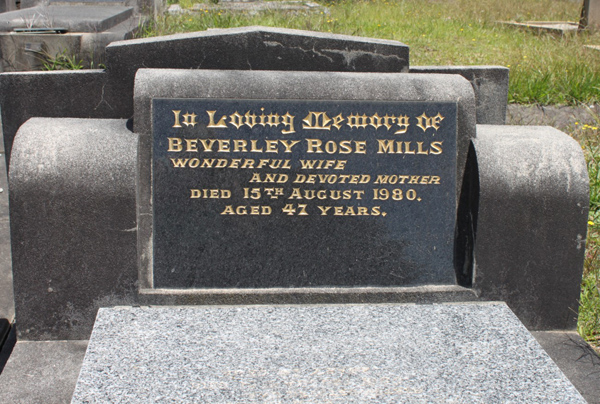 In Loving Memory of
BEVERLEY ROSE MILLS
WONDERFUL WIFE
AND DEVOTED MOTHER
DIED 15TH AUGUST 1980.
AGED 47 YEARS.